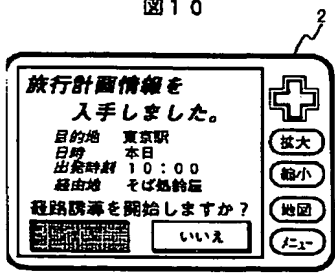 図10
2
旅行計画情報を
入手しました。
目的地 東京駅
日時 本日
出発時刻 10:00
経由地 そば処鈴屋
経路誘導を開始しますか?
いいえ
拡大
縮小
地図
メニュー